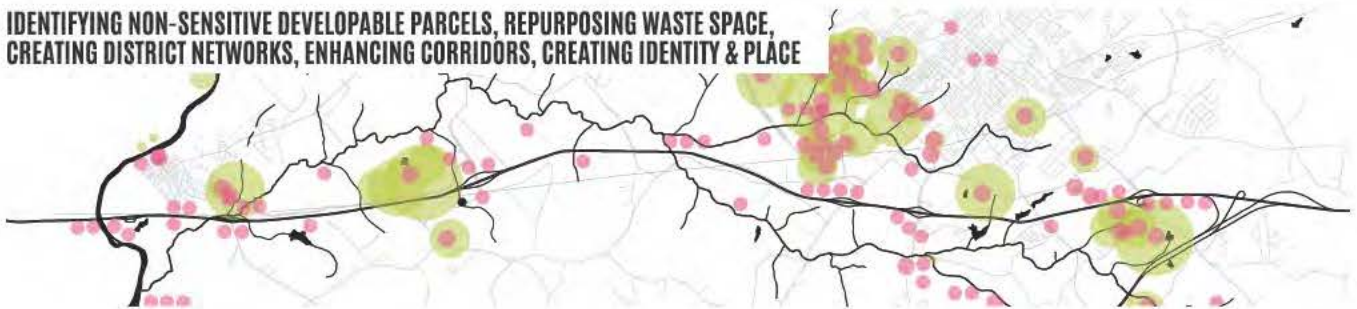 IDENTIFYING NON-SENSITIVE DEVELOPABLE PARCELS, REPURPOSING WASTE SPACE,
CREATING DISTRICT NETWORKS, ENHANCING CORRIDORS, CREATING IDENTITY & PLACE